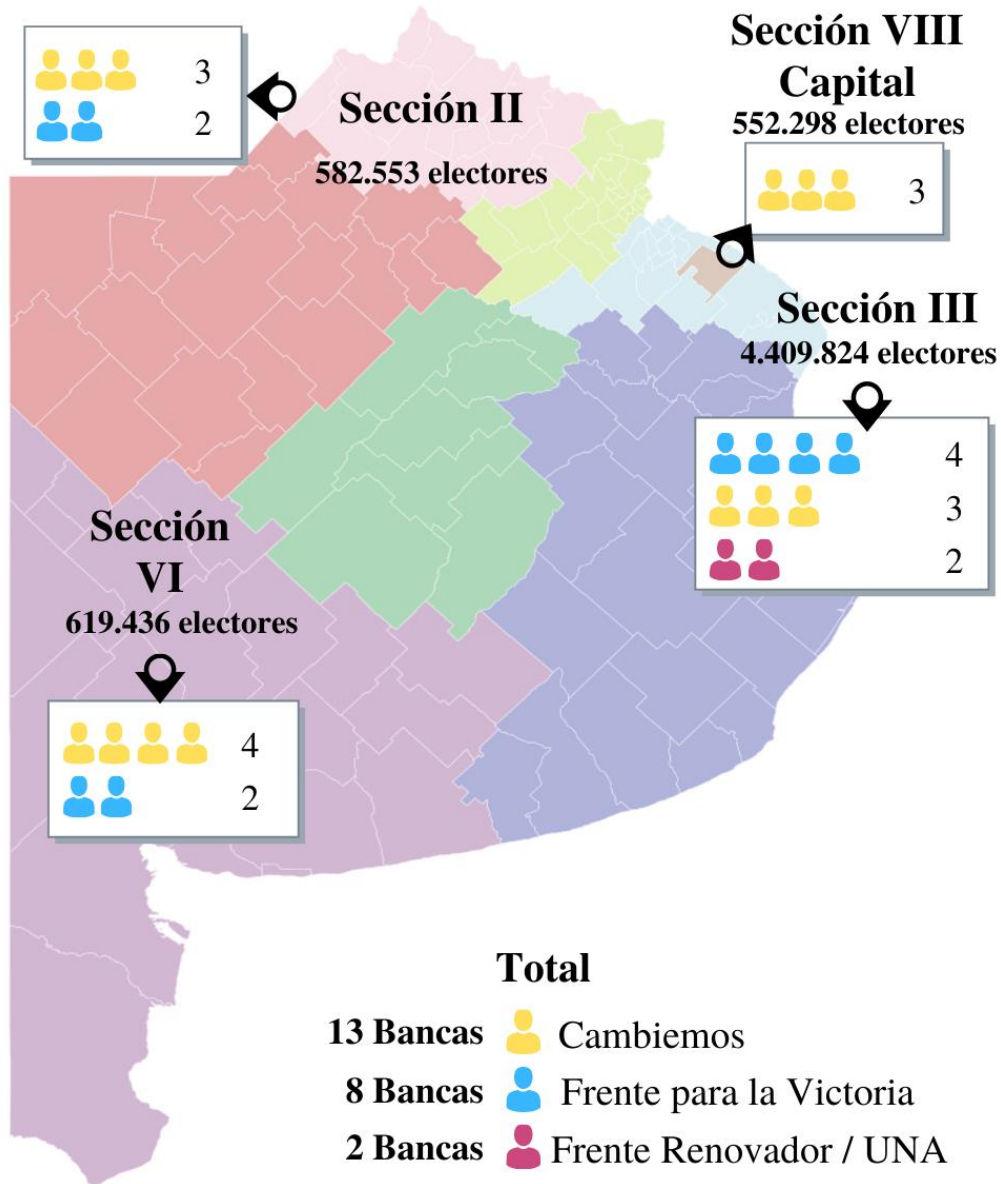 3
2
Sección II
582.553 electores
Sección VIII
Capital
552.298 electores
3
Sección III
4.409.824 electores
4
3
2
Sección
VI
619.436 electores
4
2
Total
13 Bancas Cambiemos
8 Bancas Frente para la Victoria
2 Bancas Frente Renovador / UNA